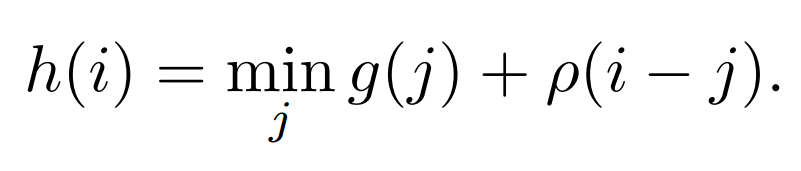 h(i) = min_j g(j) + ρ(i − j).